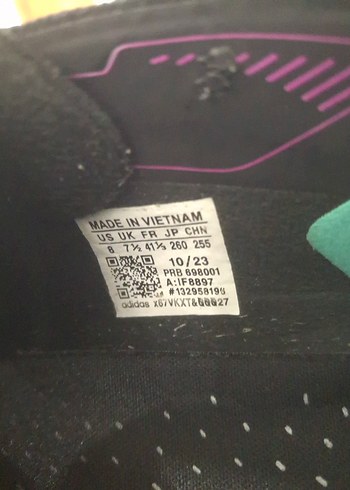 MADE IN VIETNAM
US UK FR JP CHN
8 7½ 41⅓ 260 255
10/23
PRB 698001
A:IF8897
adidas